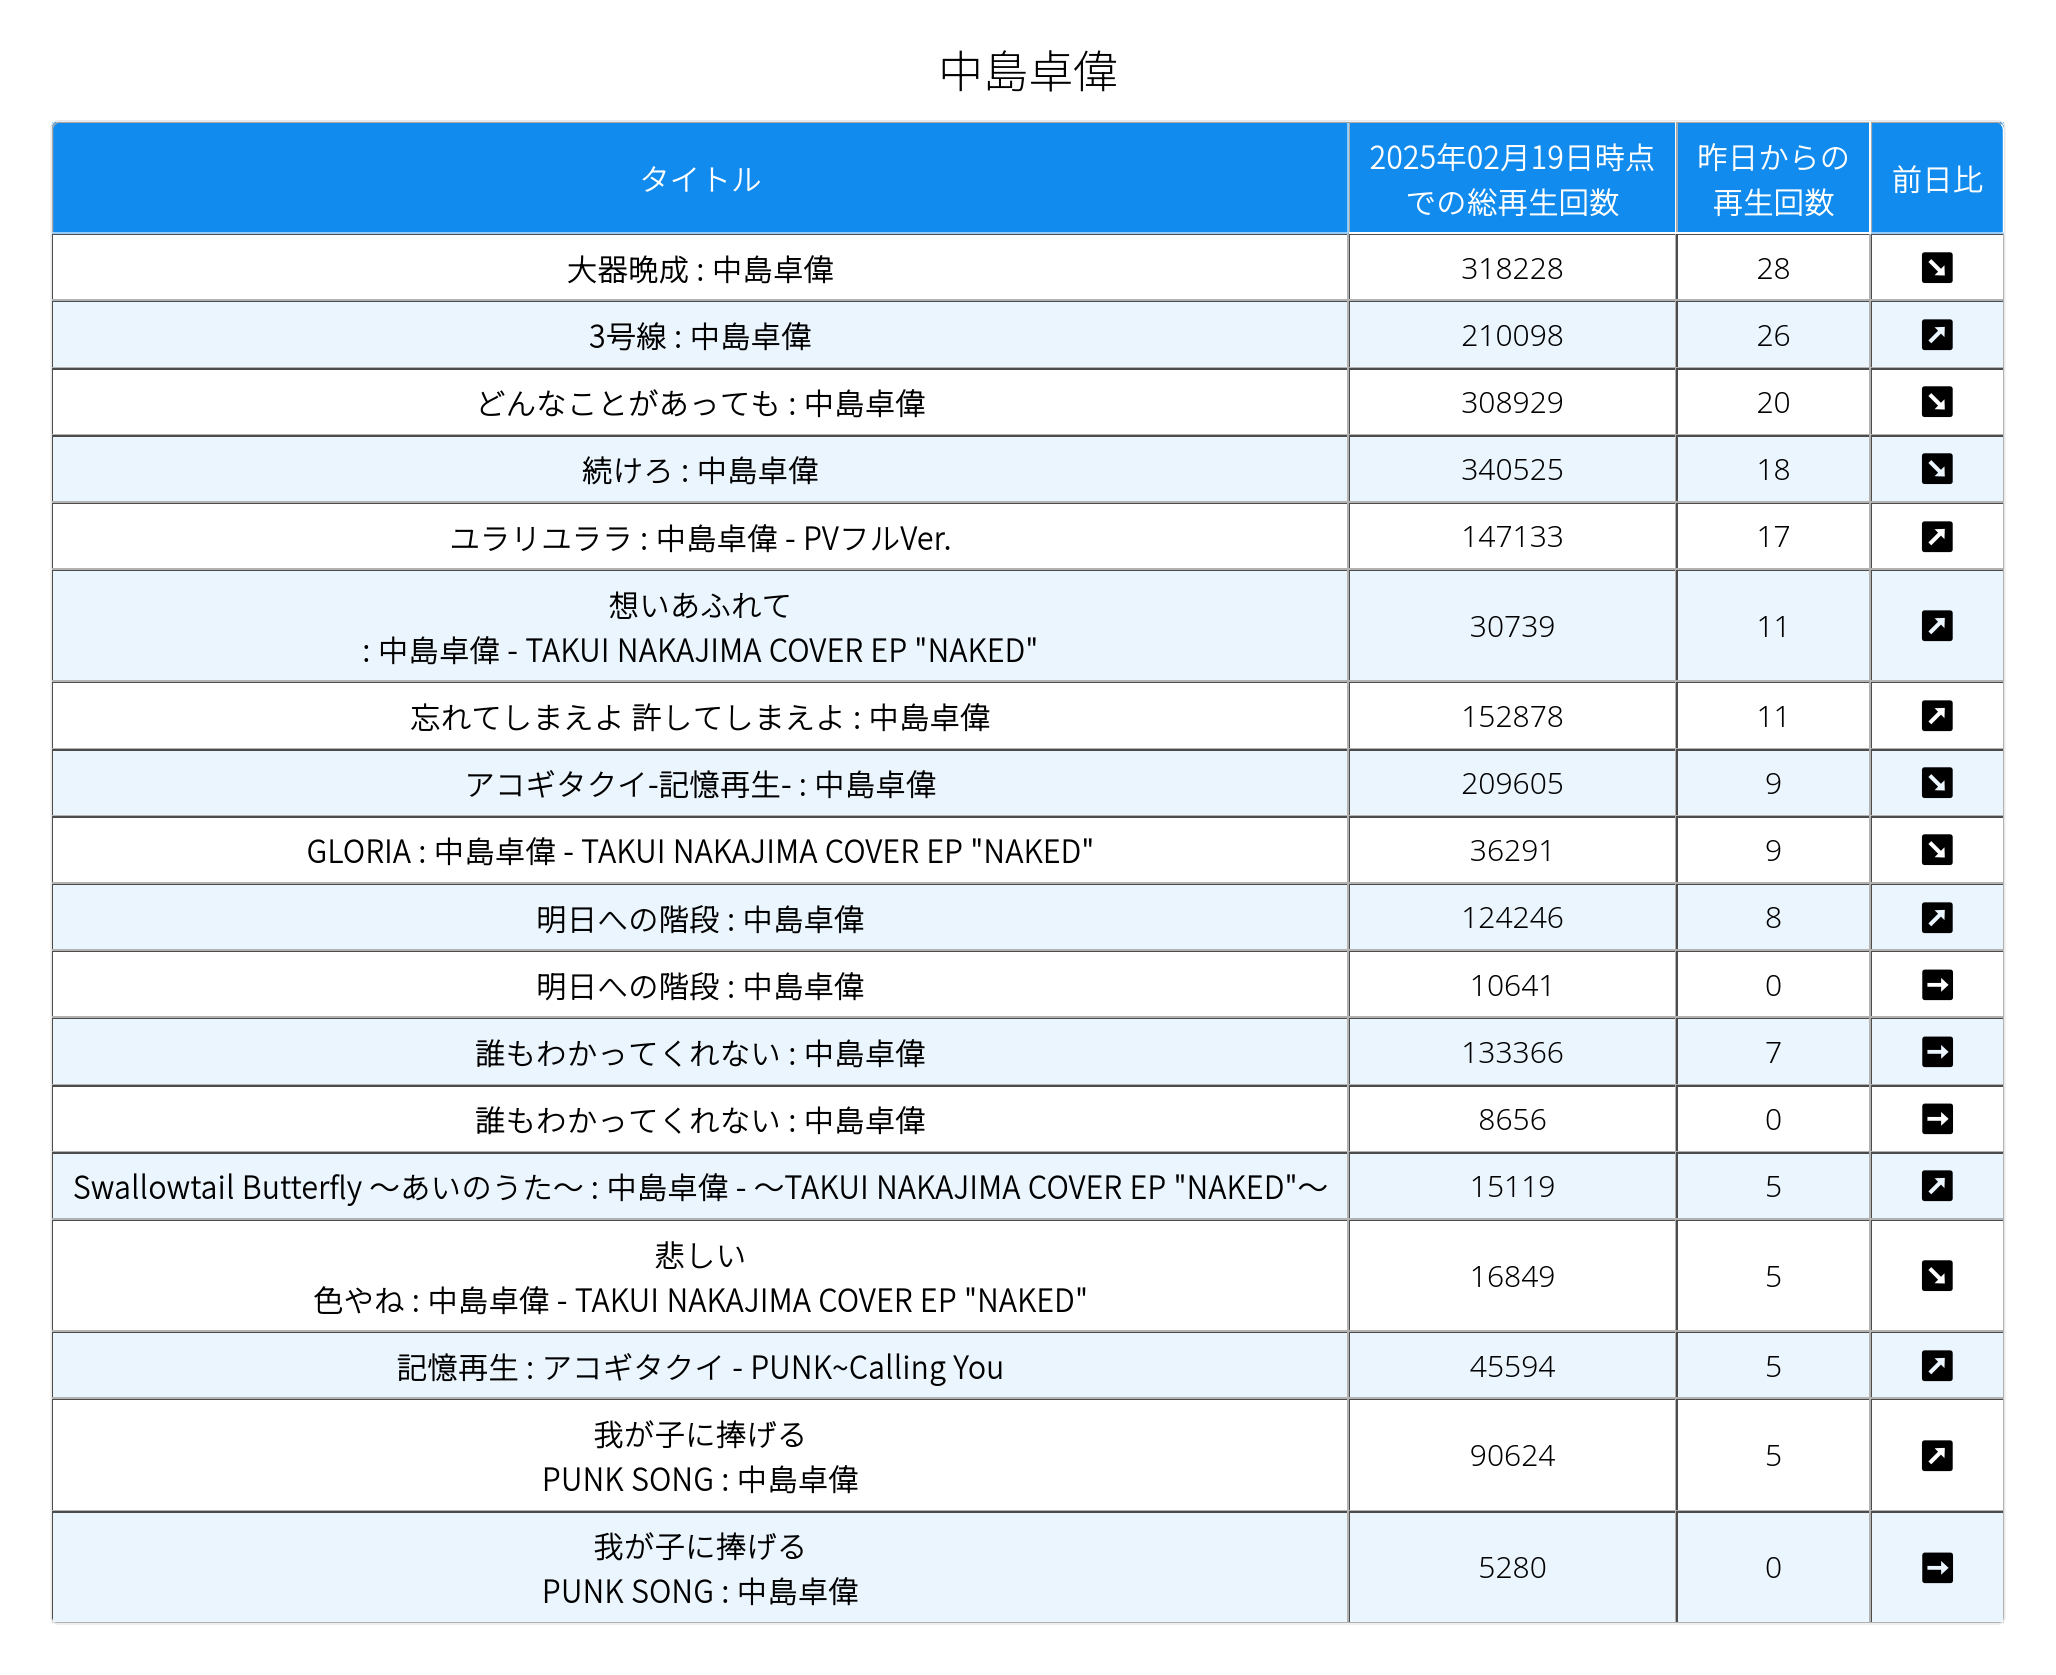 中島卓偉
タイトル
2025年02月19日時点
での総再生回数
昨日からの
再生回数
前日比
大器晩成 : 中島卓偉 318228 28
3号線 : 中島卓偉 210098 26
どんなことがあっても : 中島卓偉 308929 20
続けろ : 中島卓偉 340525 18
ユラリユララ : 中島卓偉 - PVフルVer. 147133 17
想いあふれて
: 中島卓偉 - TAKUI NAKAJIMA COVER EP "NAKED" 30739 11
忘れてしまえよ 許してしまえよ : 中島卓偉 152878 11
アコギタクイ-記憶再生- : 中島卓偉 209605 9
GLORIA : 中島卓偉 - TAKUI NAKAJIMA COVER EP "NAKED" 36291 9
明日への階段 : 中島卓偉 124246 8
明日への階段 : 中島卓偉 10641 0
誰もわかってくれない : 中島卓偉 133366 7
誰もわかってくれない : 中島卓偉 8656 0
Swallowtail Butterfly ～あいのうた～ : 中島卓偉 - ～TAKUI NAKAJIMA COVER EP "NAKED"～ 15119 5
悲しい
色やね : 中島卓偉 - TAKUI NAKAJIMA COVER EP "NAKED" 16849 5
記憶再生 : アコギタクイ - PUNK~Calling You 45594 5
我が子に捧げる
PUNK SONG : 中島卓偉 90624 5
我が子に捧げる
PUNK SONG : 中島卓偉 5280 0